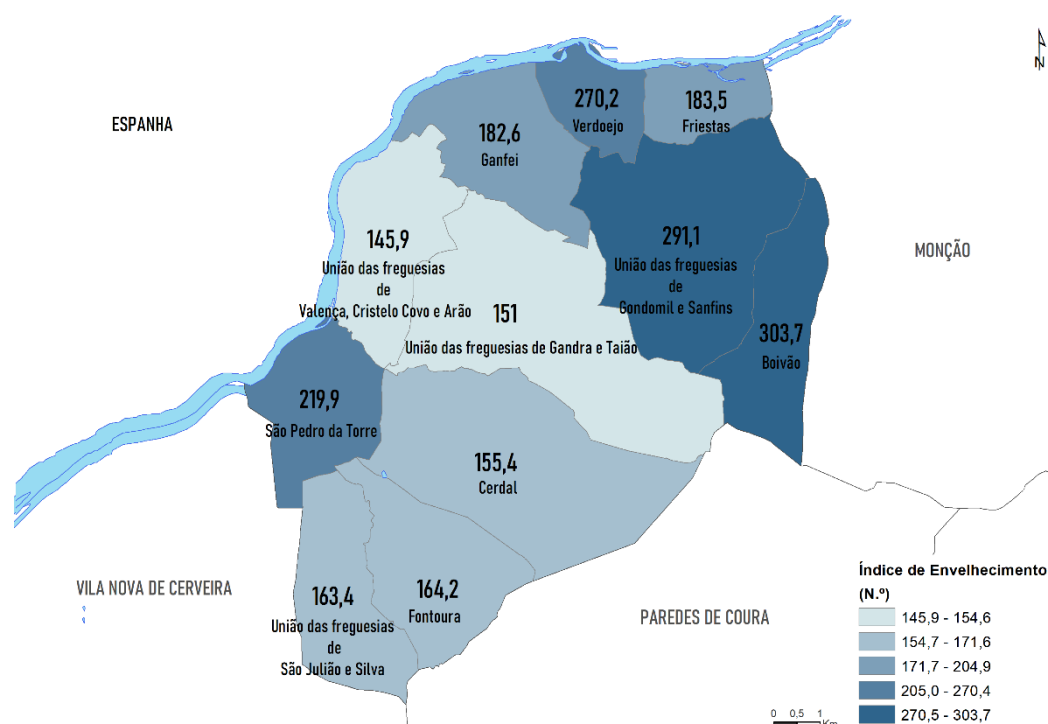 ESPANHA
270,2
Verdoejo
183,5
Friestas
182,6
Ganfei
145,9
União das freguesias
de
Valença, Cristelo Covo e Arão
151
União das freguesias de Gandra e Taião
291,1
União das freguesias
de
Gondomil e Sanfins
MONÇÃO
303,7
Boivão
219,9
São Pedro da Torre
155,4
Cerdal
VILA NOVA DE CERVEIRA
163,4
União das freguesias
de
São Julião e Silva
164,2
Fontoura
PAREDES DE COURA
Índice de Envelhecimento
(N.º)
145,9 - 154,6
154,7 - 171,6
171,7 - 204,9
205,0 - 270,4
270,5 - 303,7
0 0,5 1
Km
N